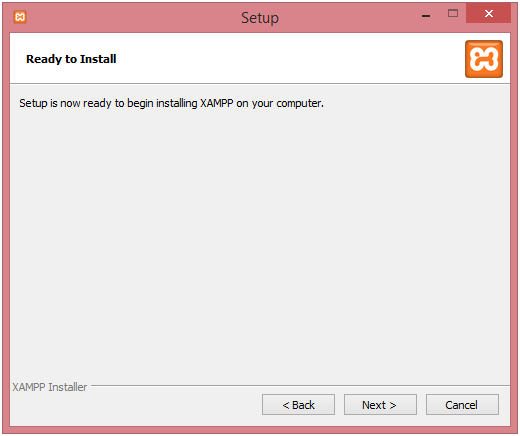 Setup
Ready to Install
Setup is now ready to begin installing XAMPP on your computer.
XAMPP Installer
< Back
Next >
Cancel